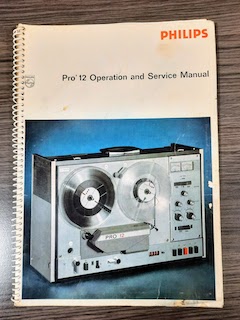 PHILIPS
Pro'12 Operation and Service Manual
PRO 12